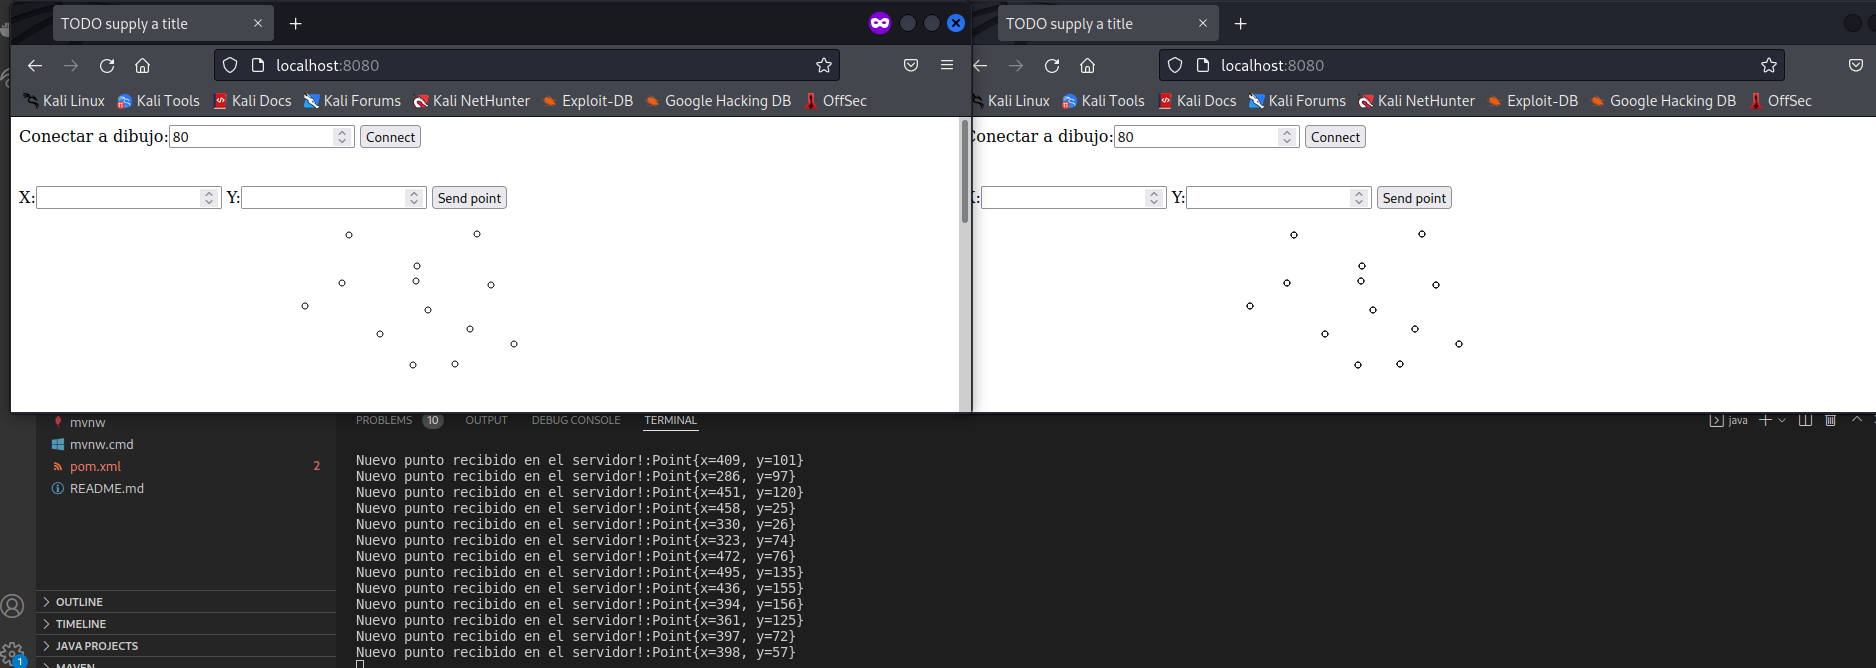 TODO supply a title
localhost:8080
Kali Linux Kali Tools Kali Docs Kali Forums Kali NetHunter Exploit-DB Google Hacking DB OffSec
Conectar a dibujo: 80 Connect
X: Y: Send point
TODO supply a title
localhost:8080
Kali Linux Kali Tools Kali Docs Kali Forums Kali NetHunter Exploit-DB Google Hacking DB OffSec
Conectar a dibujo: 80 Connect
X: Y: Send point
mvnw
mvnw.cmd
pom.xml 2
README.md
OUTLINE
TIMELINE
JAVA PROJECTS
MAVEN
1
PROBLEMS 10 OUTPUT DEBUG CONSOLE TERMINAL java
Nuevo punto recibido en el servidor!:Point{x=409, y=101}
Nuevo punto recibido en el servidor!:Point{x=286, y=97}
Nuevo punto recibido en el servidor!:Point{x=451, y=120}
Nuevo punto recibido en el servidor!:Point{x=458, y=25}
Nuevo punto recibido en el servidor!:Point{x=330, y=26}
Nuevo punto recibido en el servidor!:Point{x=323, y=74}
Nuevo punto recibido en el servidor!:Point{x=472, y=76}
Nuevo punto recibido en el servidor!:Point{x=495, y=135}
Nuevo punto recibido en el servidor!:Point{x=436, y=155}
Nuevo punto recibido en el servidor!:Point{x=394, y=156}
Nuevo punto recibido en el servidor!:Point{x=361, y=125}
Nuevo punto recibido en el servidor!:Point{x=397, y=72}
Nuevo punto recibido en el servidor!:Point{x=398, y=57}